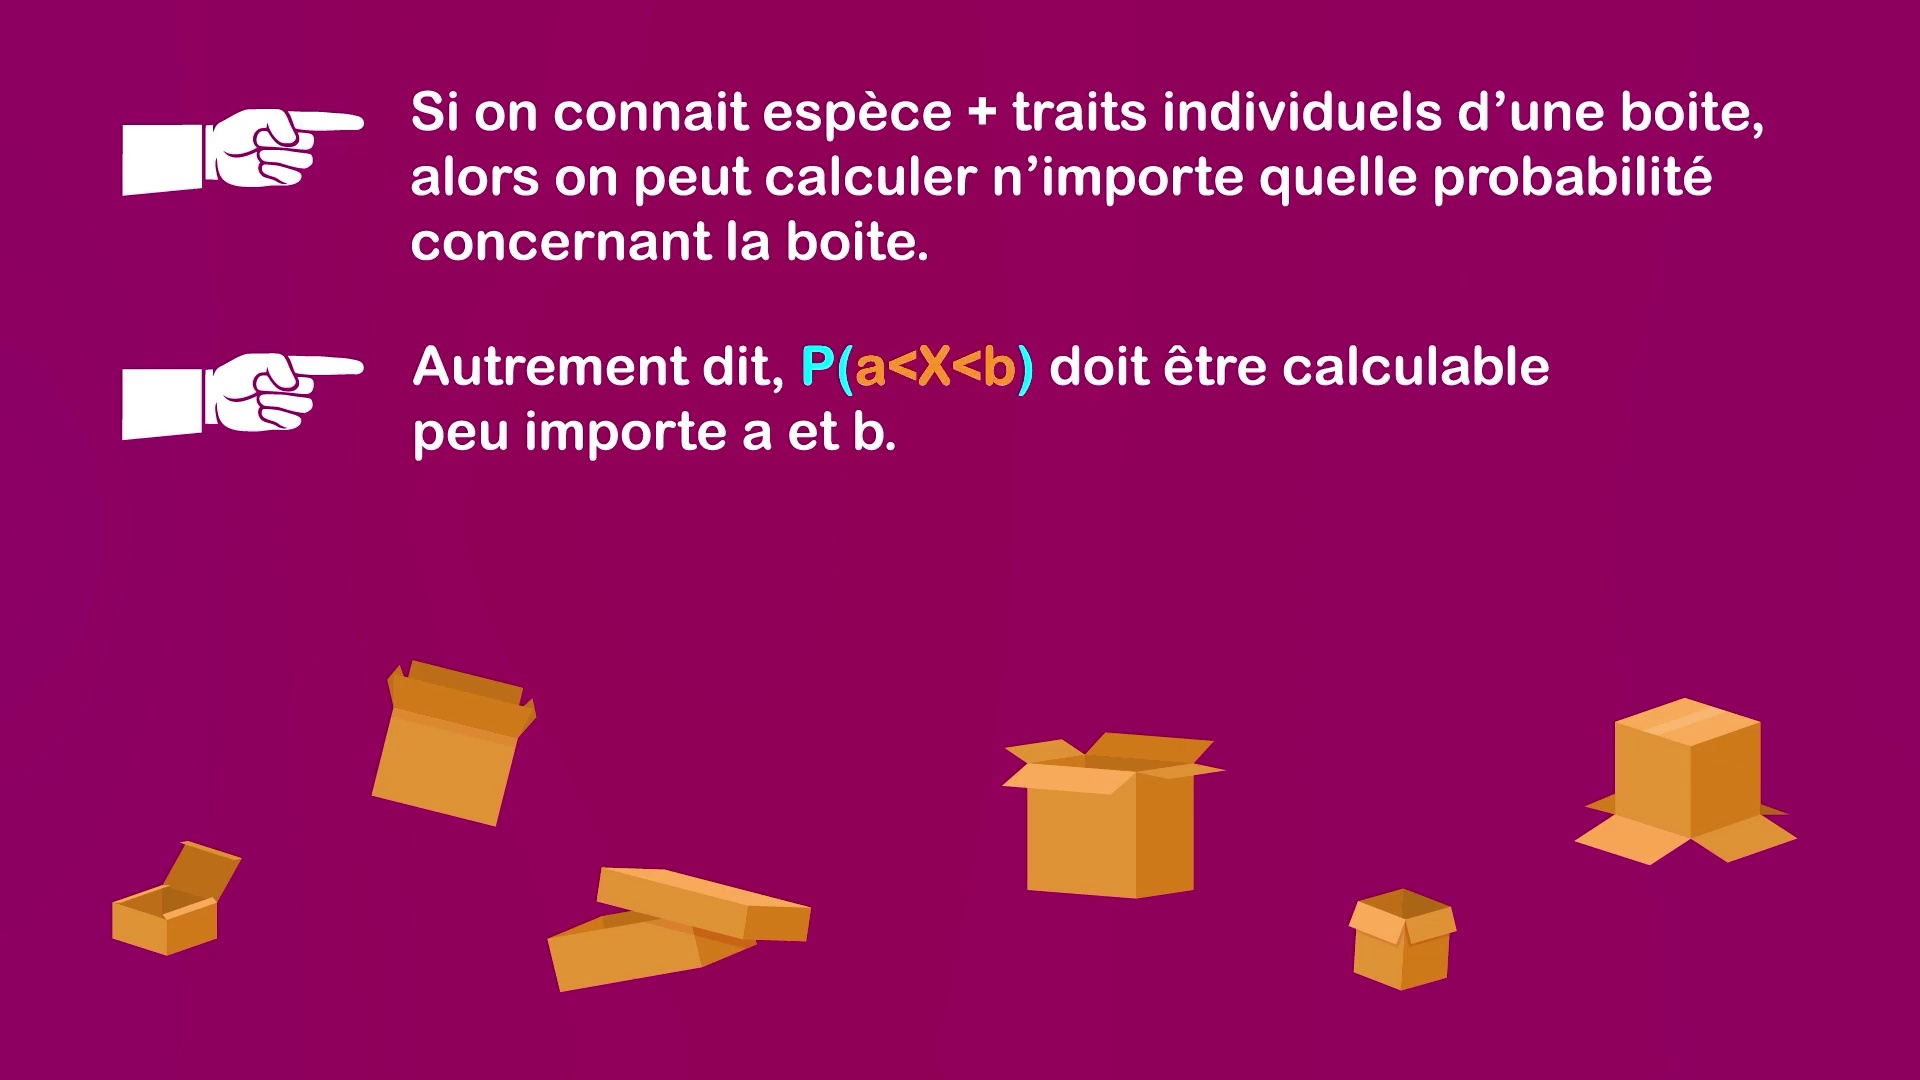 Si on connait espèce + traits individuels d’une boite,
alors on peut calculer n’importe quelle probabilité
concernant la boite.
Autrement dit, P(a<X<b) doit être calculable
peu importe a et b.